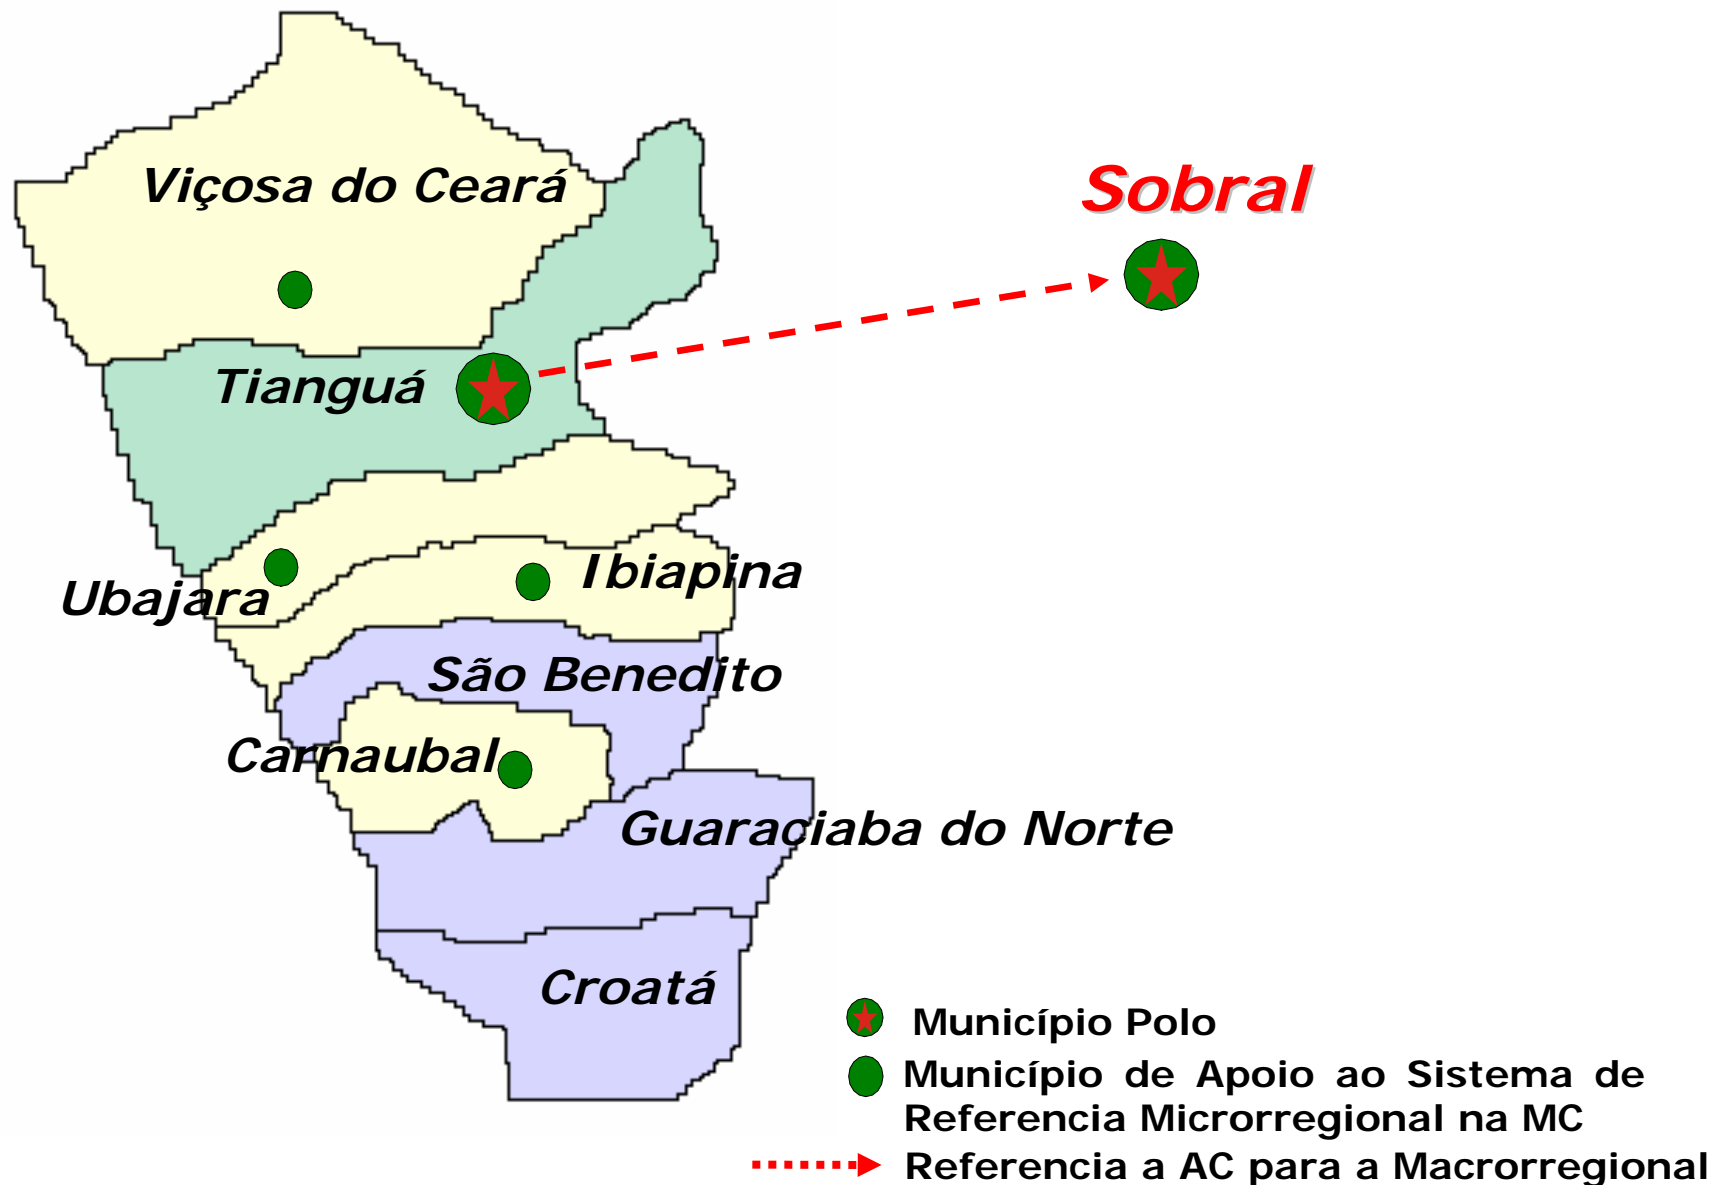 Viçosa do Ceará
Sobral
Tianguá
Ibiapina
Ubajara
São Benedito
Carnaubal
Guaraciaba do Norte
Croatá
Município Polo
Município de Apoio ao Sistema de
Referencia Microrregional na MC
Referencia a AC para a Macrorregional